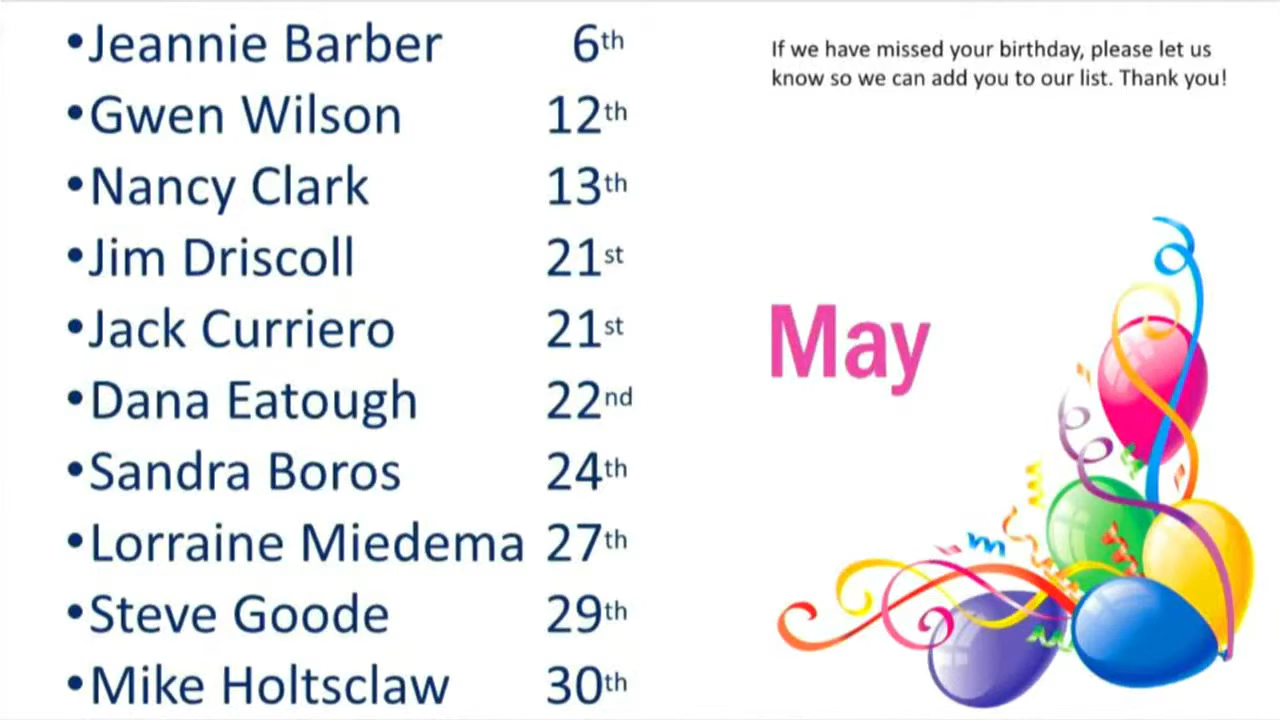 •Jeannie Barber 6th
•Gwen Wilson 12th
•Nancy Clark 13th
•Jim Driscoll 21st
•Jack Curriero 21st
•Dana Eatough 22nd
•Sandra Boros 24th
•Lorraine Miedema 27th
•Steve Goode 29th
•Mike Holtsclaw 30th
If we have missed your birthday, please let us
know so we can add you to our list. Thank you!
May